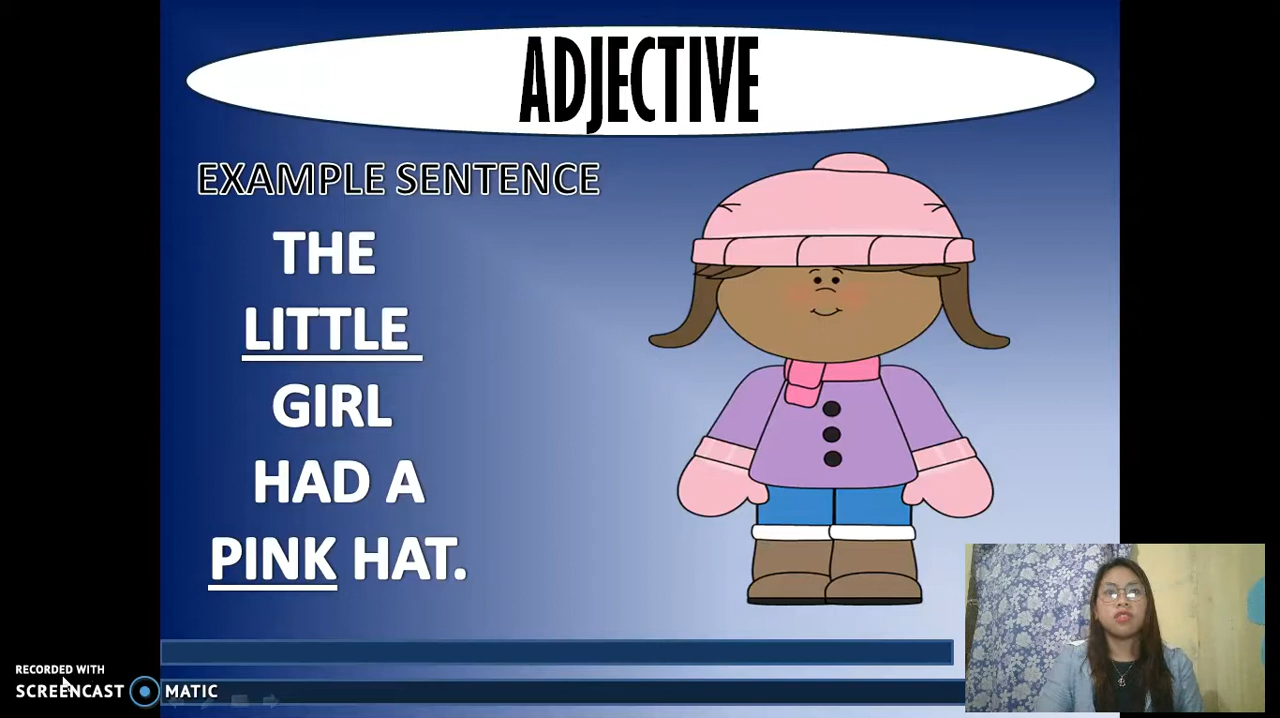 ADJECTIVE
EXAMPLE SENTENCE
THE
LITTLE
GIRL
HAD A
PINK HAT.
RECORDED WITH
SCREENCAST MATIC